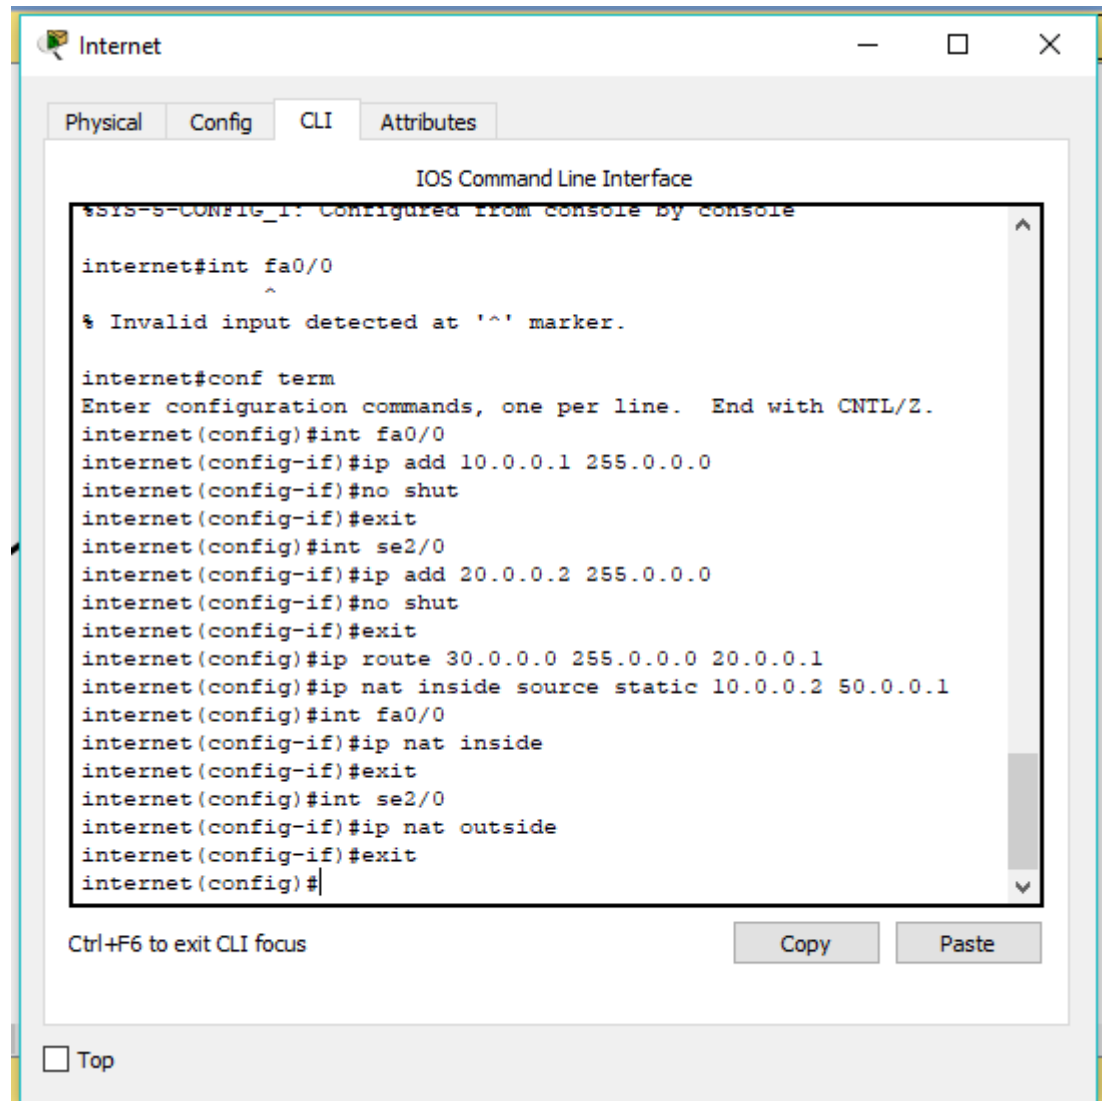 Internet
Physical Config CLI Attributes
IOS Command Line Interface
%SYS-5-CONFIG_I: Configured from console by console
internet#int fa0/0
^
% Invalid input detected at '^' marker.
internet#conf term
Enter configuration commands, one per line.  End with CNTL/Z.
internet(config)#int fa0/0
internet(config-if)#ip add 10.0.0.1 255.0.0.0
internet(config-if)#no shut
internet(config-if)#exit
internet(config)#int se2/0
internet(config-if)#ip add 20.0.0.2 255.0.0.0
internet(config-if)#no shut
internet(config-if)#exit
internet(config)#ip route 30.0.0.0 255.0.0.0 20.0.0.1
internet(config)#ip nat inside source static 10.0.0.2 50.0.0.1
internet(config)#int fa0/0
internet(config-if)#ip nat inside
internet(config-if)#exit
internet(config)#int se2/0
internet(config-if)#ip nat outside
internet(config-if)#exit
internet(config)#
Ctrl+F6 to exit CLI focus Copy Paste
Top